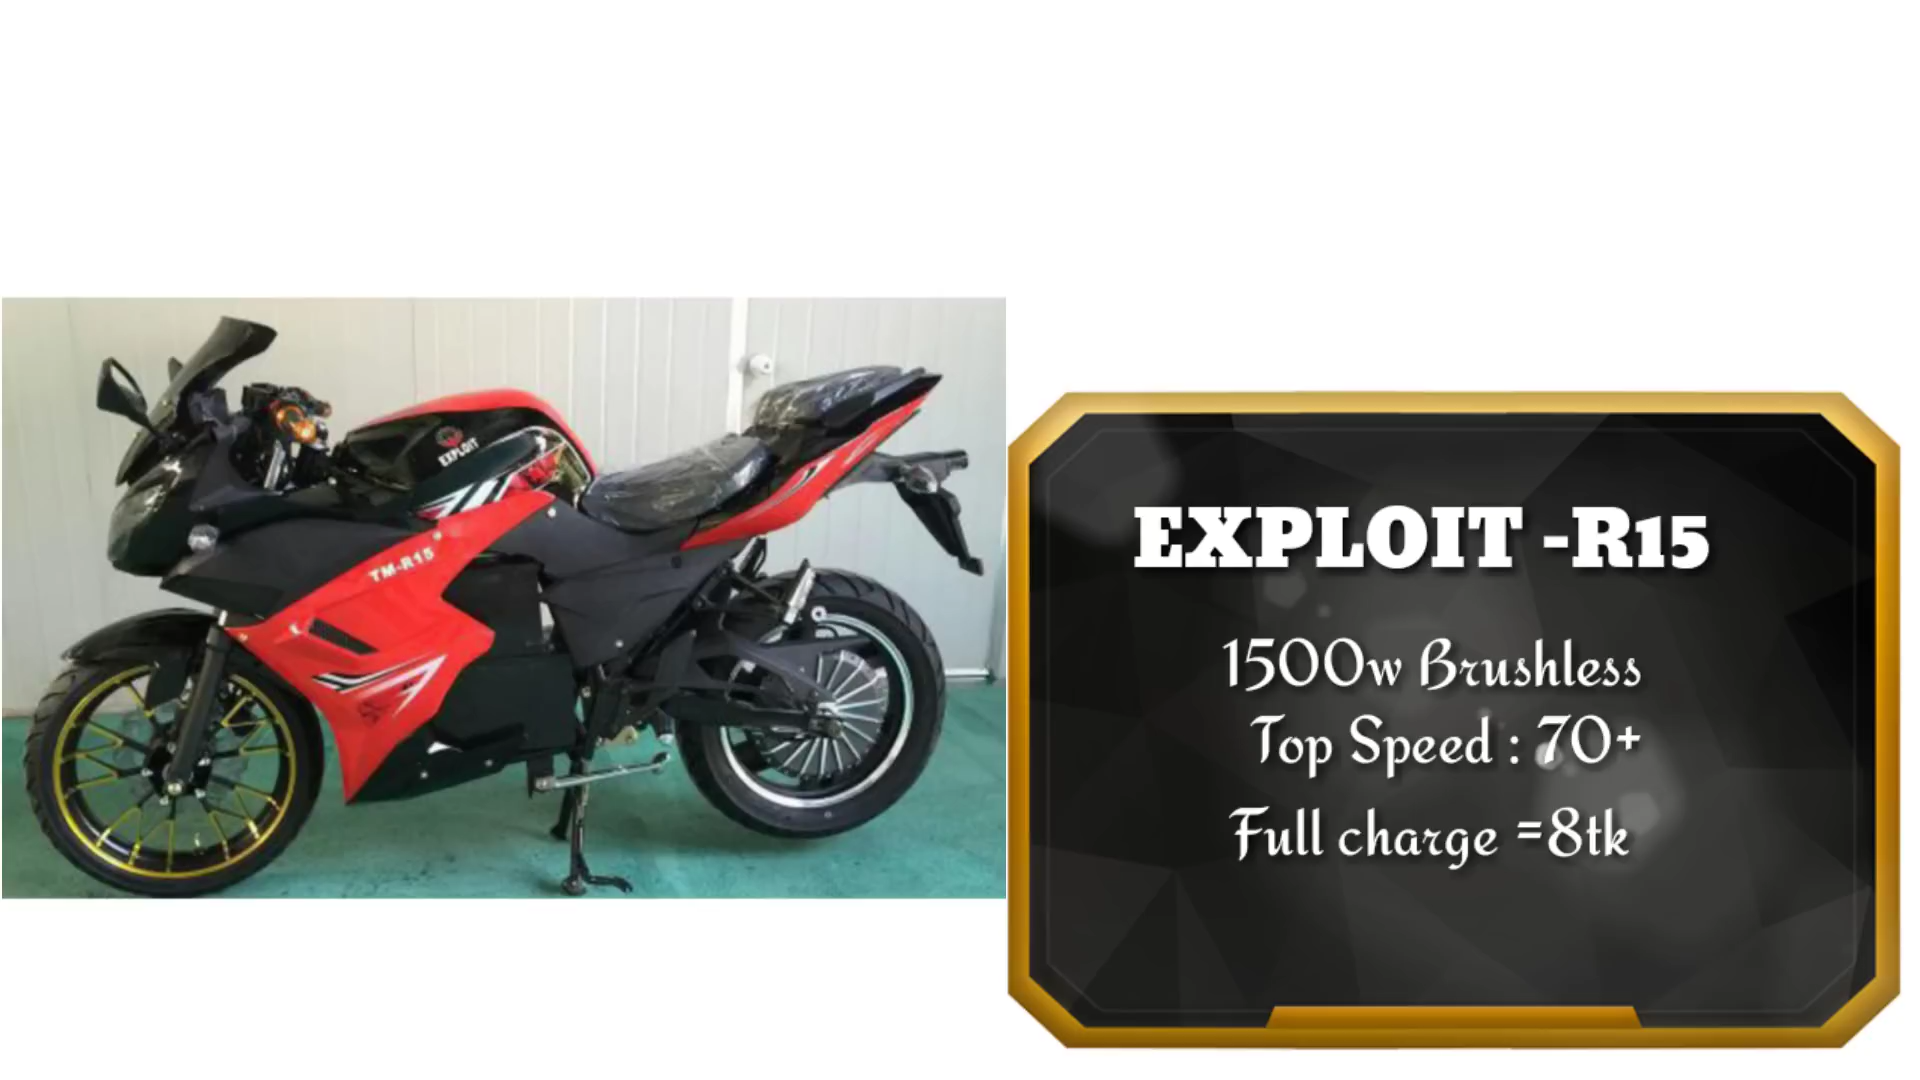 EXPLOIT
TM-R15
EXPLOIT -R15
1500w Brushless
Top Speed : 70+
Full charge =8tk